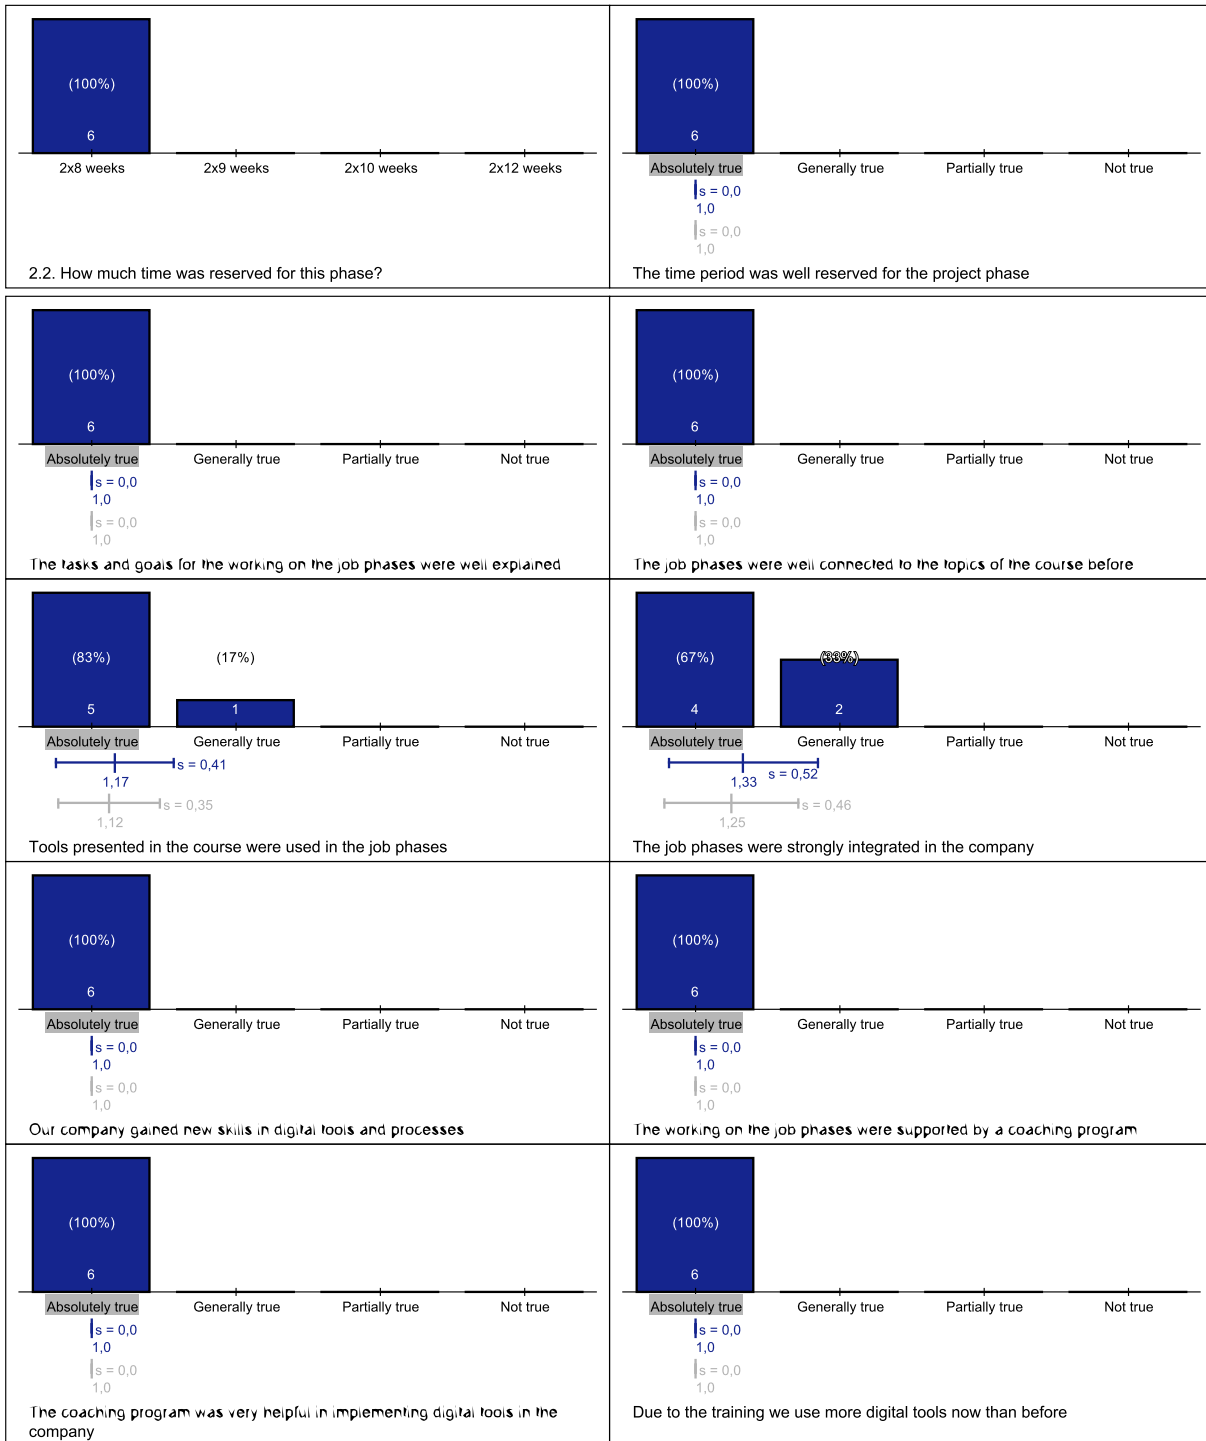 (100%)
6
2x8 weeks 2x9 weeks 2x10 weeks 2x12 weeks
2.2. How much time was reserved for this phase?
(100%)
6
Absolutely true Generally true Partially true Not true
s = 0,0
1,0
s = 0,0
1,0
The time period was well reserved for the project phase
(100%)
6
Absolutely true Generally true Partially true Not true
s = 0,0
1,0
s = 0,0
1,0
The tasks and goals for the working on the job phases were well explained
(100%)
6
Absolutely true Generally true Partially true Not true
s = 0,0
1,0
s = 0,0
1,0
The job phases were well connected to the topics of the course before
(83%) (17%)
5 1
Absolutely true Generally true Partially true Not true
s = 0,41
1,17
s = 0,35
1,12
Tools presented in the course were used in the job phases
(67%) (33%)
4 2
Absolutely true Generally true Partially true Not true
s = 0,52
1,33
s = 0,46
1,25
The job phases were strongly integrated in the company
(100%)
6
Absolutely true Generally true Partially true Not true
s = 0,0
1,0
s = 0,0
1,0
Our company gained new skills in digital tools and processes
(100%)
6
Absolutely true Generally true Partially true Not true
s = 0,0
1,0
s = 0,0
1,0
The working on the job phases were supported by a coaching program
(100%)
6
Absolutely true Generally true Partially true Not true
s = 0,0
1,0
s = 0,0
1,0
The coaching program was very helpful in implementing digital tools in the
company
(100%)
6
Absolutely true Generally true Partially true Not true
s = 0,0
1,0
s = 0,0
1,0
Due to the training we use more digital tools now than before